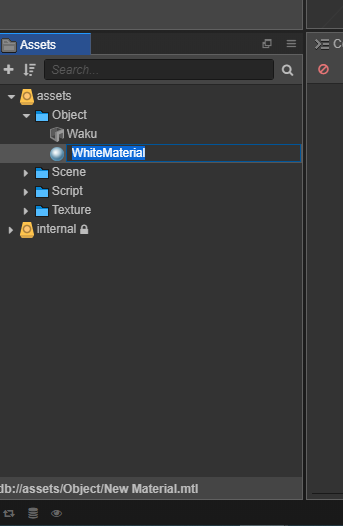 Assets
Search...
assets
Object
Waku
WhiteMaterial
Scene
Script
Texture
internal
db://assets/Object/New Material.mtl